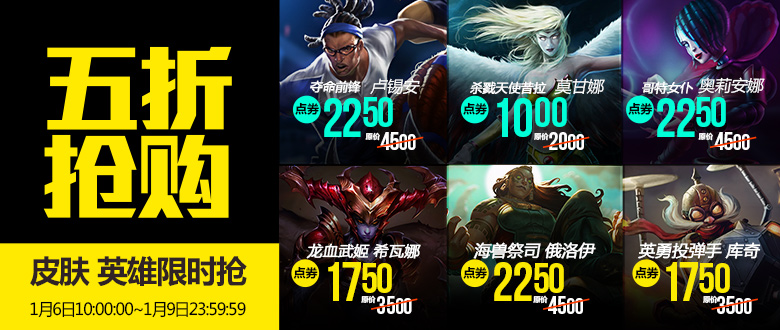 五折
抢购
皮肤 英雄限时抢
1月6日10:00:00~1月9日23:59:59
夺命前锋 卢锡安
点券 2250
原价 4500
杀戮天使昔拉 莫甘娜
点券 1000
原价 2000
哥特女仆 奥莉安娜
点券 2250
原价 4500
龙血武姬 希瓦娜
点券 1750
原价 3500
海兽祭司 俄洛伊
点券 2250
原价 4500
英勇投弹手 库奇
点券 1750
原价 3500